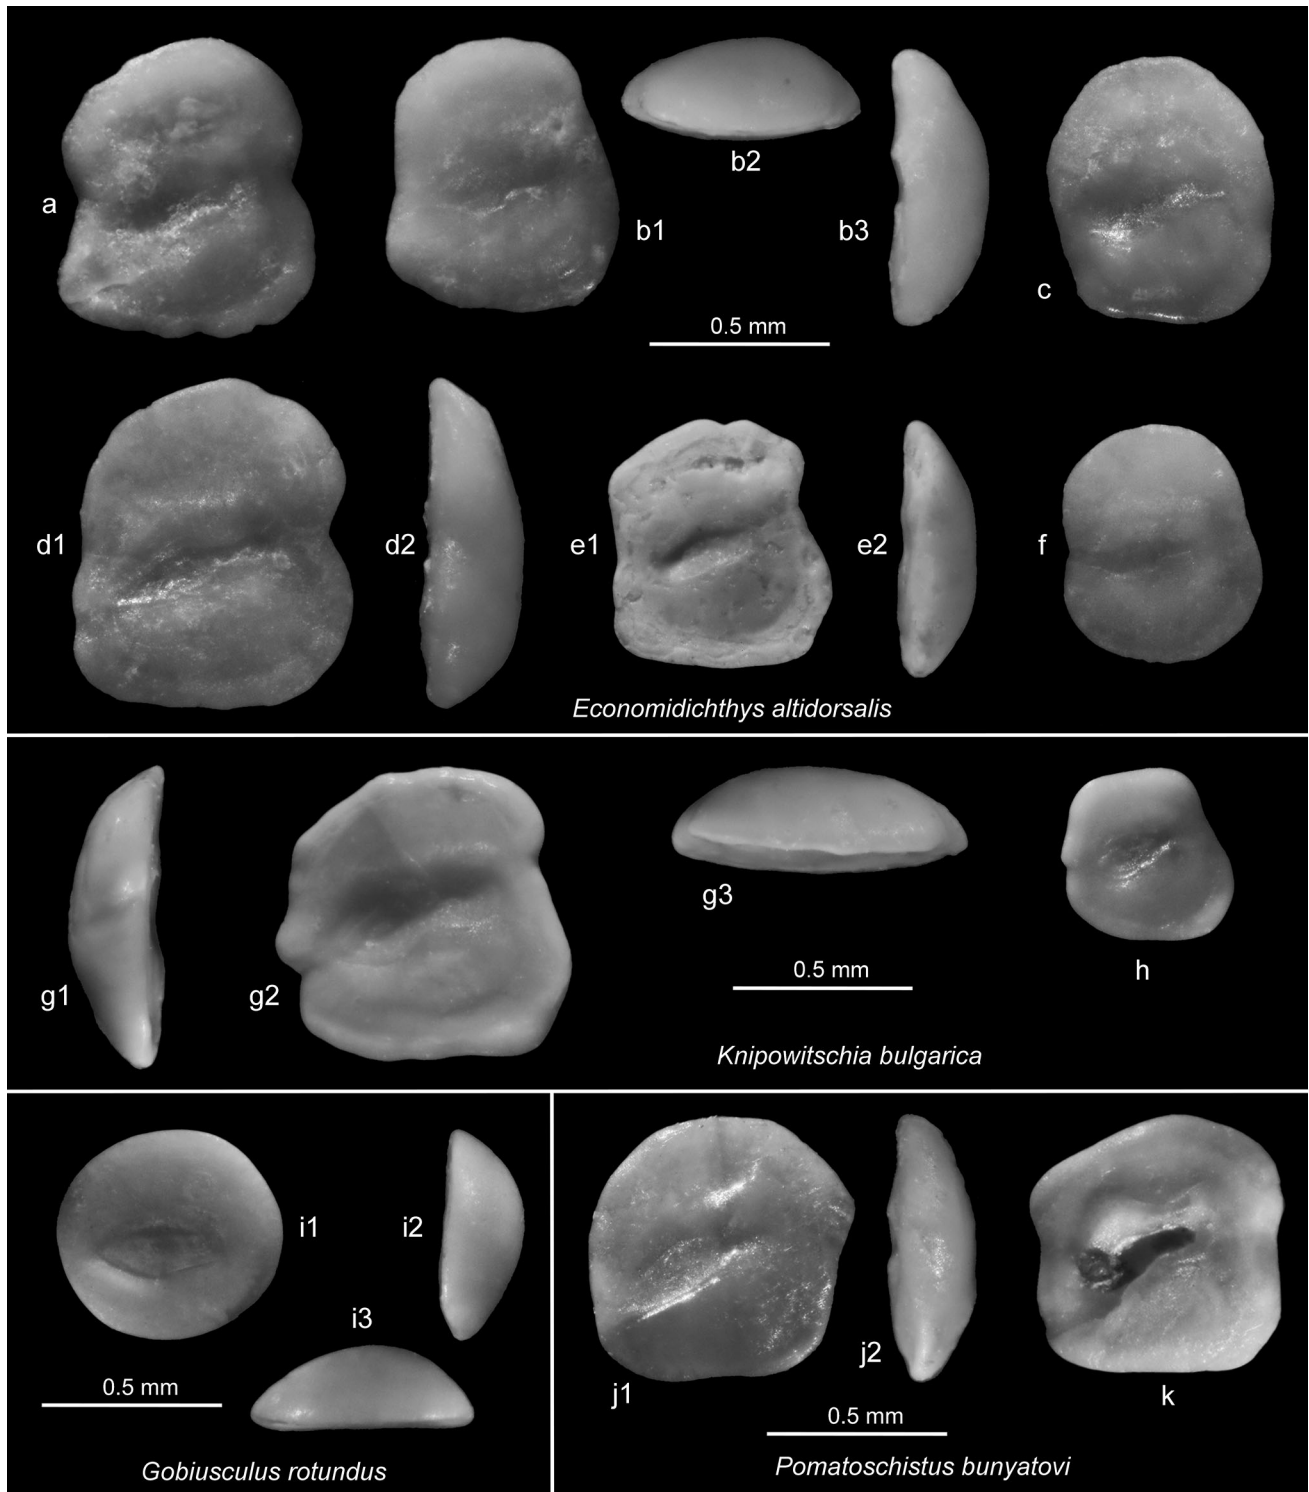 a
b1
b2
b3
c
0.5 mm
d1
d2
e1
e2
f
Economidichthys altidorsalis
g1
g2
g3
h
0.5 mm
Knipowitschia bulgarica
i1
i2
i3
0.5 mm
Gobiusculus rotundus
j1
j2
k
0.5 mm
Pomatoschistus bunyatovi